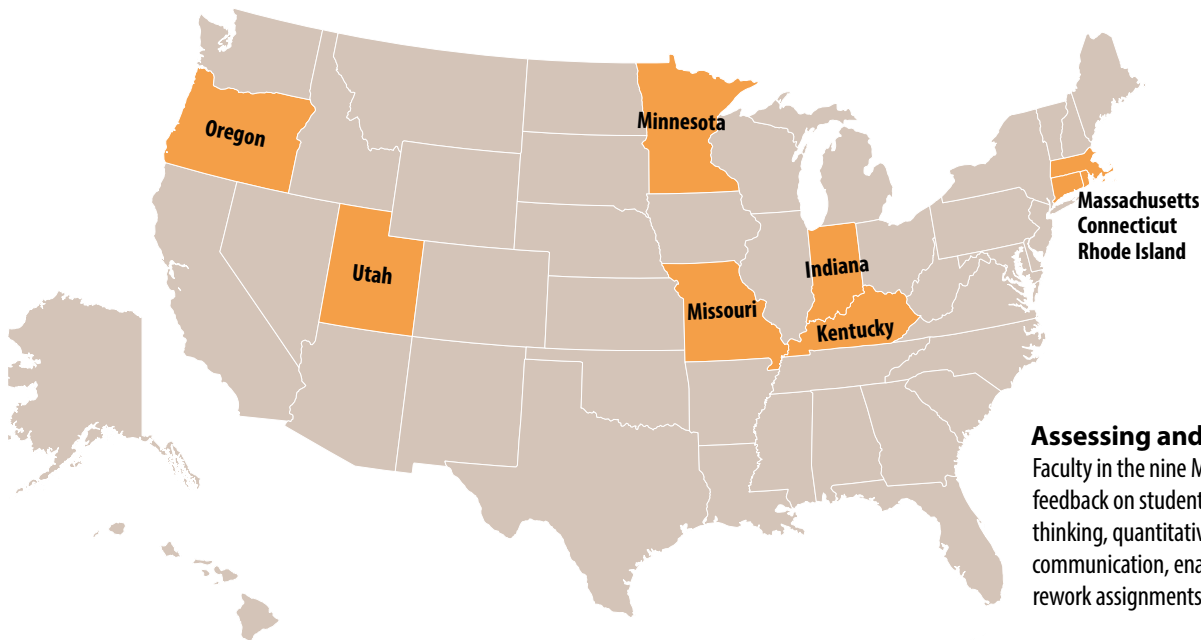 Oregon
Minnesota
Utah
Indiana
Missouri
Kentucky
Massachusetts
Connecticut
Rhode Island
Assessing and
Faculty in the nine M
feedback on student
thinking, quantitativ
communication, ena
rework assignments